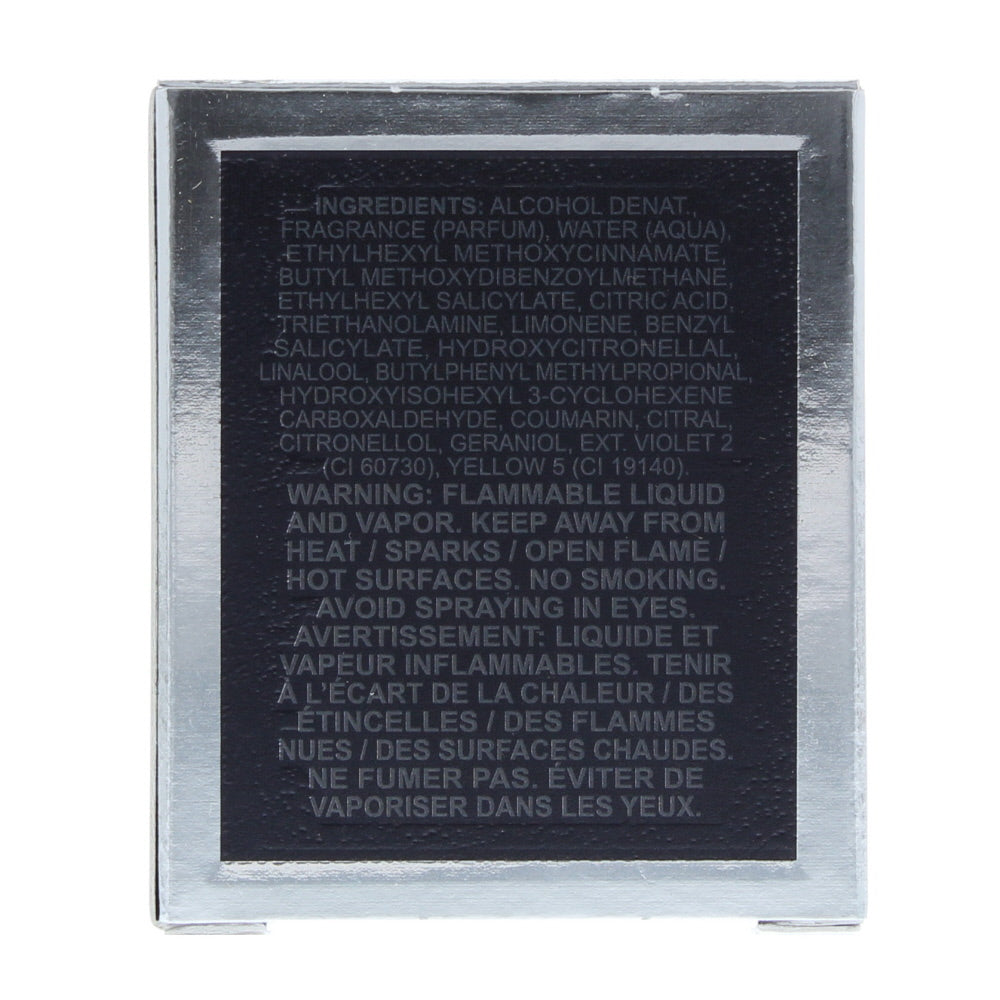 INGREDIENTS: ALCOHOL DENAT.,
FRAGRANCE (PARFUM), WATER (AQUA),
ETHYLHEXYL METHOXYCINNAMATE,
BUTYL METHOXYDIBENZOYLMETHANE,
ETHYLHEXYL SALICYLATE, CITRIC ACID,
TRIETHANOLAMINE, LIMONENE, BENZYL
SALICYLATE, HYDROXYCITRONELLAL,
LINALOOL, BUTYLPHENYL METHYLPROPIONAL,
HYDROXYISOHEXYL 3-CYCLOHEXENE
CARBOXALDEHYDE, COUMARIN, CITRAL,
CITRONELLOL, GERANIOL, EXT. VIOLET 2
(CI 60730), YELLOW 5 (CI 19140).
WARNING: FLAMMABLE LIQUID
AND VAPOR. KEEP AWAY FROM
HEAT / SPARKS / OPEN FLAME /
HOT SURFACES. NO SMOKING.
AVOID SPRAYING IN EYES.
AVERTISSEMENT: LIQUIDE ET
VAPEUR INFLAMMABLES. TENIR
À L'ÉCART DE LA CHALEUR / DES
ÉTINCELLES / DES FLAMMES
NUES / DES SURFACES CHAUDES.
NE FUMER PAS. ÉVITER DE
VAPORISER DANS LES YEUX.